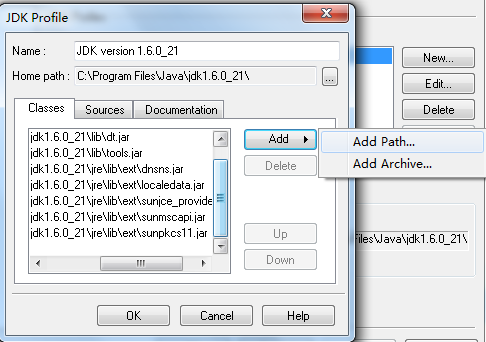 JDK Profile
Name :
JDK version 1.6.0_21
Home path :
C:\Program Files\Java\jdk1.6.0_21\
...
Classes
Sources
Documentation
jdk1.6.0_21\lib\dt.jar
jdk1.6.0_21\lib\tools.jar
jdk1.6.0_21\jre\lib\ext\dnsns.jar
jdk1.6.0_21\jre\lib\ext\localedata.jar
jdk1.6.0_21\jre\lib\ext\sunjce_provide
jdk1.6.0_21\jre\lib\ext\sunmscapi.jar
jdk1.6.0_21\jre\lib\ext\sunpkcs11.jar
Add
Delete
Up
Down
OK
Cancel
Help
New...
Edit...
Delete
Add Path...
Add Archive...
Files\Java\jdk1.6.0_21\